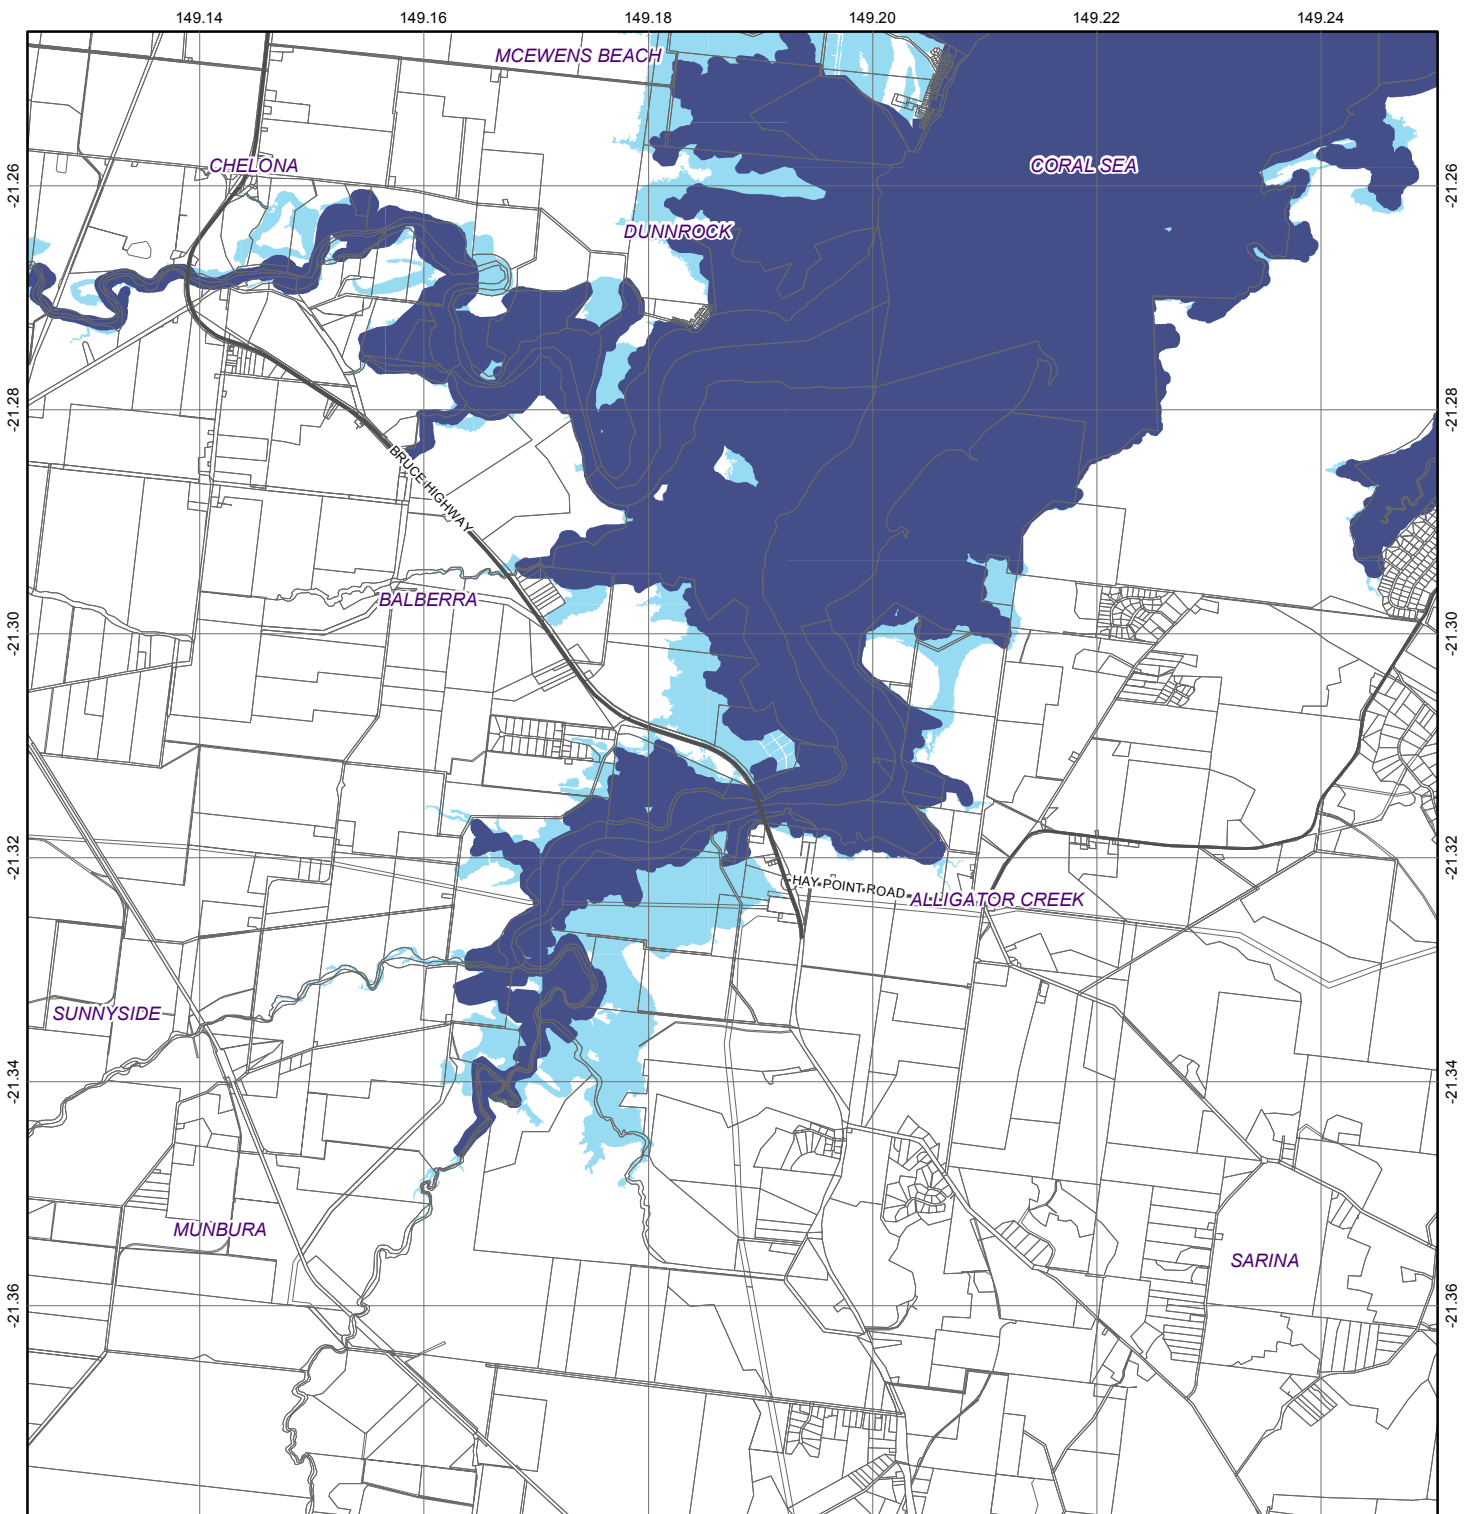 149.14 149.16 149.18 149.20 149.22 149.24
MCEWENS BEACH
CHELONA
CORAL SEA
-21.26 -21.26
DUNNROCK
-21.28 -21.28
BRUCE HIGHWAY
BALBERRA
-21.30 -21.30
-21.32 -21.32
HAY POINT ROAD
ALLIGATOR CREEK
SUNNYSIDE
-21.34 -21.34
MUNBURA
SARINA
-21.36 -21.36